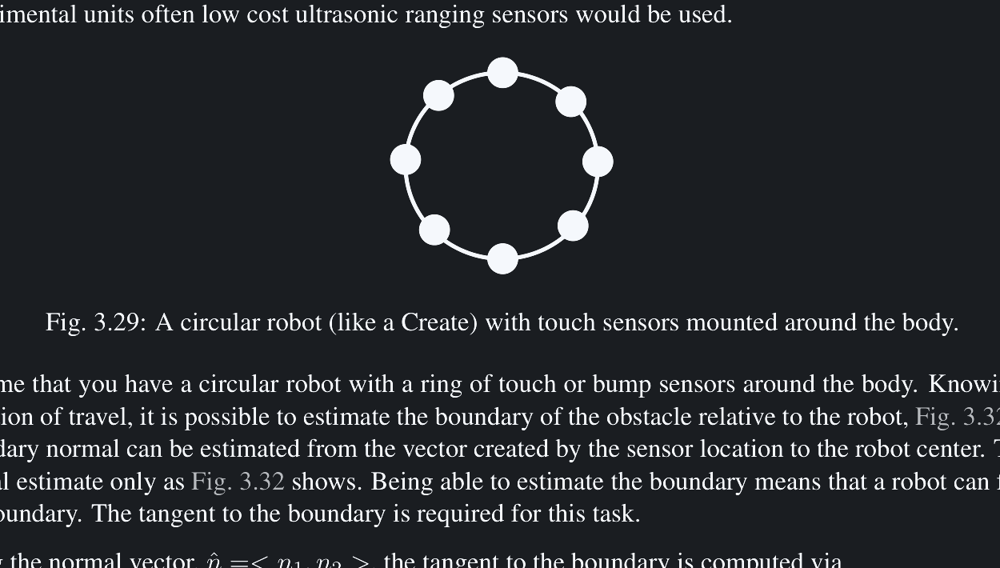 imental units often low cost ultrasonic ranging sensors would be used.
Fig. 3.29: A circular robot (like a Create) with touch sensors mounted around the body.
me that you have a circular robot with a ring of touch or bump sensors around the body. Knowi
ion of travel, it is possible to estimate the boundary of the obstacle relative to the robot, Fig. 3.32
dary normal can be estimated from the vector created by the sensor location to the robot center. T
al estimate only as Fig. 3.32 shows. Being able to estimate the boundary means that a robot can f
oundary. The tangent to the boundary is required for this task.
g the normal vector n̂ =< n₁, n₂ >, the tangent to the boundary is computed via